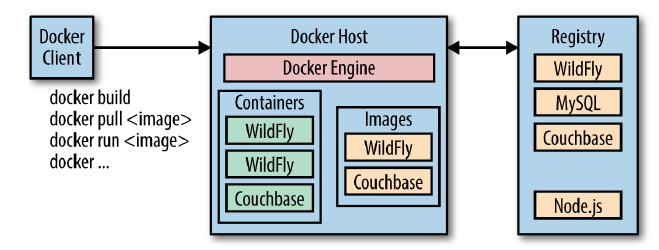 Docker
Client
docker build
docker pull <image>
docker run <image>
docker ...
Docker Host
Docker Engine
Containers
WildFly
WildFly
Couchbase
Images
WildFly
Couchbase
Registry
WildFly
MySQL
Couchbase
Node.js